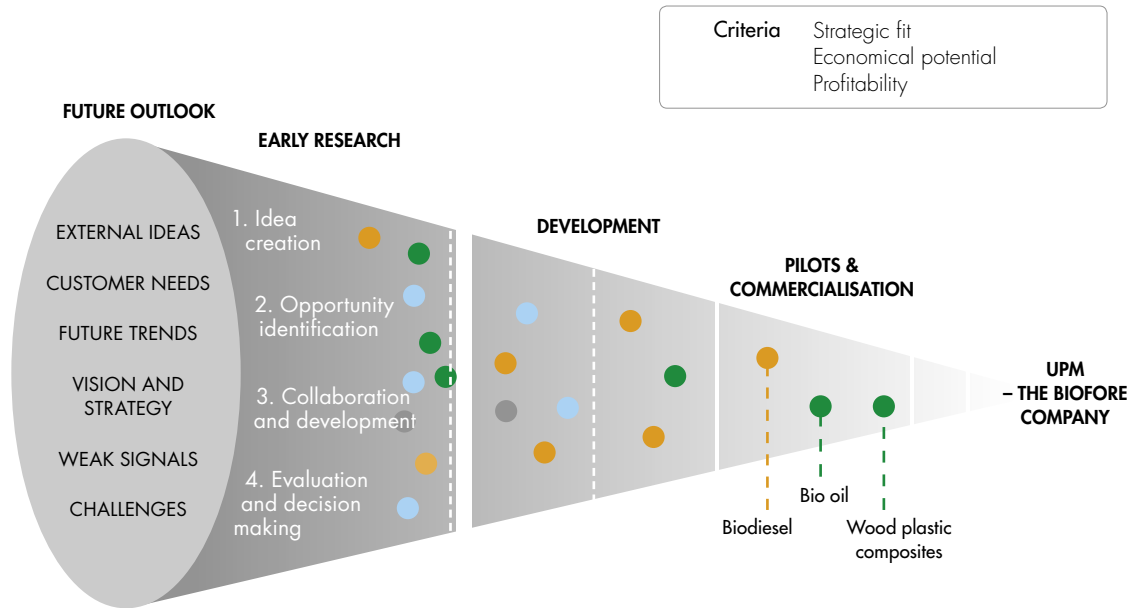 Criteria
Strategic fit
Economical potential
Profitability
FUTURE OUTLOOK
EARLY RESEARCH
DEVELOPMENT
PILOTS &
COMMERCIALISATION
EXTERNAL IDEAS
CUSTOMER NEEDS
FUTURE TRENDS
VISION AND
STRATEGY
WEAK SIGNALS
CHALLENGES
1. Idea
creation
2. Opportunity
identification
3. Collaboration
and development
4. Evaluation
and decision
making
Biodiesel
Bio oil
Wood plastic
composites
UPM
– THE BIOFORE
COMPANY